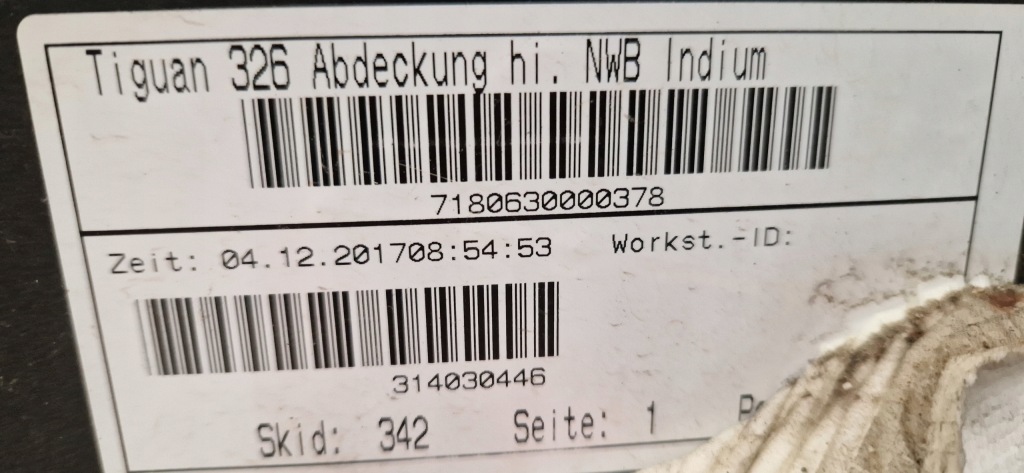 Tiguan 326 Abdeckung hi. NWB Indium
7180630000378
Zeit: 04.12.201708:54:53 Workst.-ID:
314030446
Skid: 342 Seite: 1